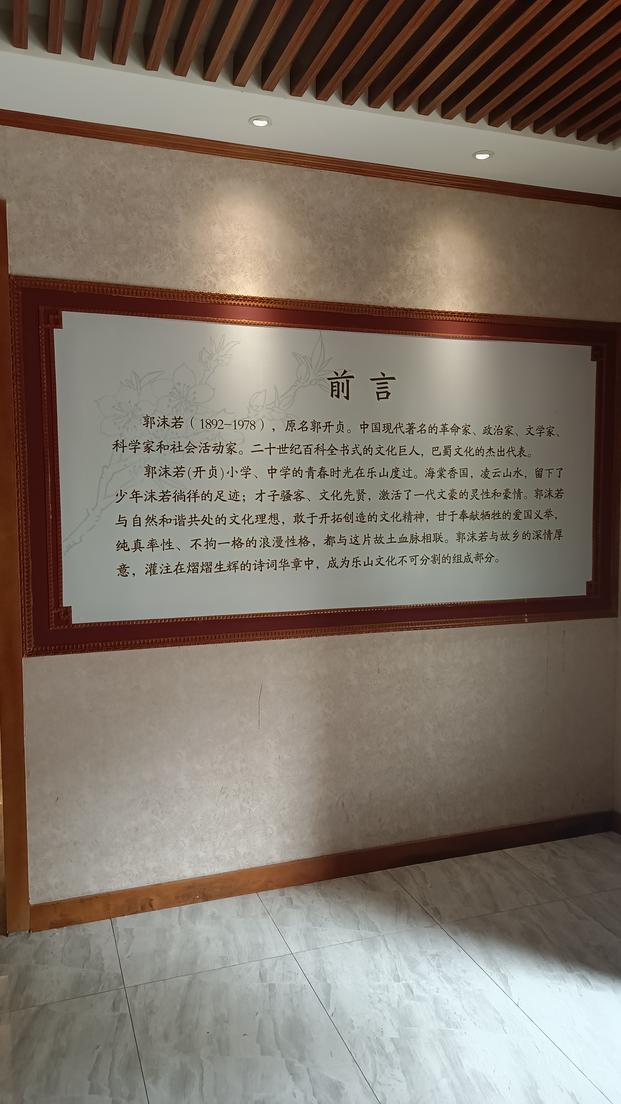 前言
郭沫若（1892-1978），原名郭开贞。中国现代著名的革命家、政治家、文学家、
科学家和社会活动家。二十世纪百科全书式的文化巨人，巴蜀文化的杰出代表。
郭沫若(开贞)小学、中学的青春时光在乐山度过。海棠香国，凌云山水，留下了
少年沫若徜徉的足迹；才子骚客、文化先贤，激活了一代文豪的灵性和豪情。郭沫若
与自然和谐共处的文化理想，敢于开拓创造的文化精神，甘于奉献牺牲的爱国义举，
纯真率性、不拘一格的浪漫性格，都与这片故土血脉相联。郭沫若与故乡的深情厚
意，灌注在熠熠生辉的诗词华章中，成为乐山文化不可分割的组成部分。